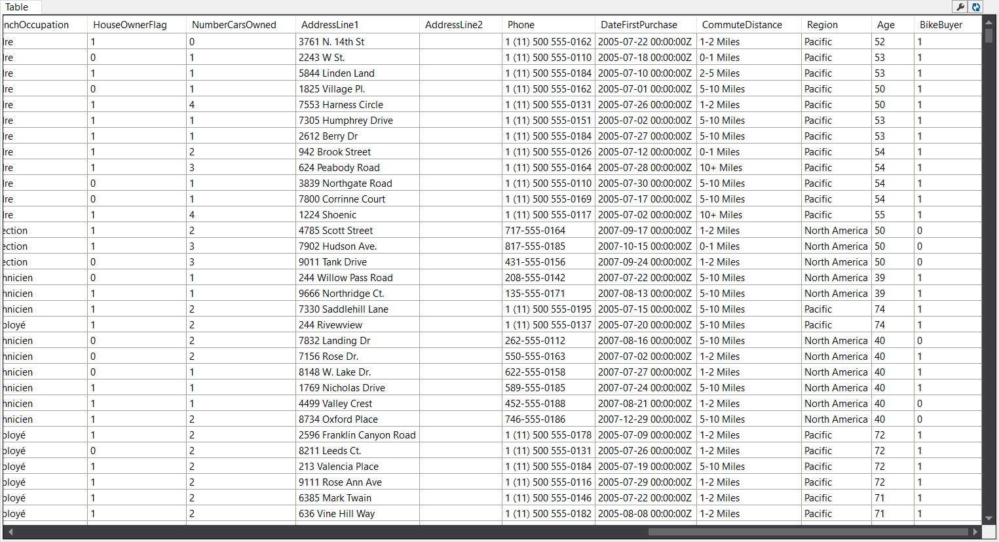 Table
nchOccupation HouseOwnerFlag NumberCarsOwned AddressLine1 AddressLine2 Phone DateFirstPurchase CommuteDistance Region Age BikeBuyer
dre 1 0 3761 N. 14th St 1 (11) 500 555-0162 2005-07-22 00:00:00Z 1-2 Miles Pacific 52 1
dre 0 1 2243 W St. 1 (11) 500 555-0110 2005-07-18 00:00:00Z 0-1 Miles Pacific 53 1
dre 1 1 5844 Linden Land 1 (11) 500 555-0184 2005-07-10 00:00:00Z 2-5 Miles Pacific 53 1
dre 0 1 1825 Village Pl. 1 (11) 500 555-0162 2005-07-01 00:00:00Z 5-10 Miles Pacific 50 1
dre 1 4 7553 Harness Circle 1 (11) 500 555-0131 2005-07-26 00:00:00Z 1-2 Miles Pacific 50 1
dre 1 1 7305 Humphrey Drive 1 (11) 500 555-0151 2005-07-02 00:00:00Z 5-10 Miles Pacific 53 1
dre 1 1 2612 Berry Dr 1 (11) 500 555-0184 2005-07-27 00:00:00Z 5-10 Miles Pacific 53 1
dre 1 2 942 Brook Street 1 (11) 500 555-0126 2005-07-12 00:00:00Z 0-1 Miles Pacific 54 1
dre 1 3 624 Peabody Road 1 (11) 500 555-0164 2005-07-28 00:00:00Z 10+ Miles Pacific 54 1
dre 0 1 3839 Northgate Road 1 (11) 500 555-0110 2005-07-30 00:00:00Z 5-10 Miles Pacific 54 1
dre 0 1 7800 Corrinne Court 1 (11) 500 555-0169 2005-07-17 00:00:00Z 5-10 Miles Pacific 54 1
dre 1 4 1224 Shoenic 1 (11) 500 555-0117 2005-07-02 00:00:00Z 10+ Miles Pacific 55 1
ection 1 2 4785 Scott Street 717-555-0164 2007-09-17 00:00:00Z 1-2 Miles North America 50 0
ection 1 3 7902 Hudson Ave. 817-555-0185 2007-10-15 00:00:00Z 0-1 Miles North America 50 0
ection 0 3 9011 Tank Drive 431-555-0156 2007-09-24 00:00:00Z 1-2 Miles North America 50 0
hnicien 0 1 244 Willow Pass Road 208-555-0142 2007-07-22 00:00:00Z 5-10 Miles North America 39 1
hnicien 1 1 9666 Northridge Ct. 135-555-0171 2007-08-13 00:00:00Z 5-10 Miles North America 39 1
hnicien 1 2 7330 Saddlehill Lane 1 (11) 500 555-0195 2005-07-15 00:00:00Z 5-10 Miles Pacific 74 1
ployé 1 2 244 Rivewview 1 (11) 500 555-0137 2005-07-20 00:00:00Z 5-10 Miles Pacific 74 1
hnicien 0 2 7832 Landing Dr 262-555-0112 2007-08-16 00:00:00Z 5-10 Miles North America 40 0
hnicien 0 2 7156 Rose Dr. 550-555-0163 2007-07-02 00:00:00Z 1-2 Miles North America 40 1
hnicien 0 1 8148 W. Lake Dr. 622-555-0158 2007-07-27 00:00:00Z 1-2 Miles North America 40 1
hnicien 1 1 1769 Nicholas Drive 589-555-0185 2007-07-24 00:00:00Z 5-10 Miles North America 40 1
hnicien 1 1 4499 Valley Crest 452-555-0188 2007-08-21 00:00:00Z 1-2 Miles North America 40 0
hnicien 1 2 8734 Oxford Place 746-555-0186 2007-12-29 00:00:00Z 5-10 Miles North America 40 0
ployé 1 2 2596 Franklin Canyon Road 1 (11) 500 555-0178 2005-07-09 00:00:00Z 1-2 Miles Pacific 72 1
ployé 0 2 8211 Leeds Ct. 1 (11) 500 555-0131 2005-07-26 00:00:00Z 1-2 Miles Pacific 72 1
ployé 1 2 213 Valencia Place 1 (11) 500 555-0184 2005-07-19 00:00:00Z 5-10 Miles Pacific 72 1
ployé 1 2 9111 Rose Ann Ave 1 (11) 500 555-0116 2005-07-29 00:00:00Z 1-2 Miles Pacific 72 1
ployé 1 2 6385 Mark Twain 1 (11) 500 555-0146 2005-07-22 00:00:00Z 1-2 Miles Pacific 71 1
ployé 1 2 636 Vine Hill Way 1 (11) 500 555-0182 2005-08-08 00:00:00Z 1-2 Miles Pacific 71 1